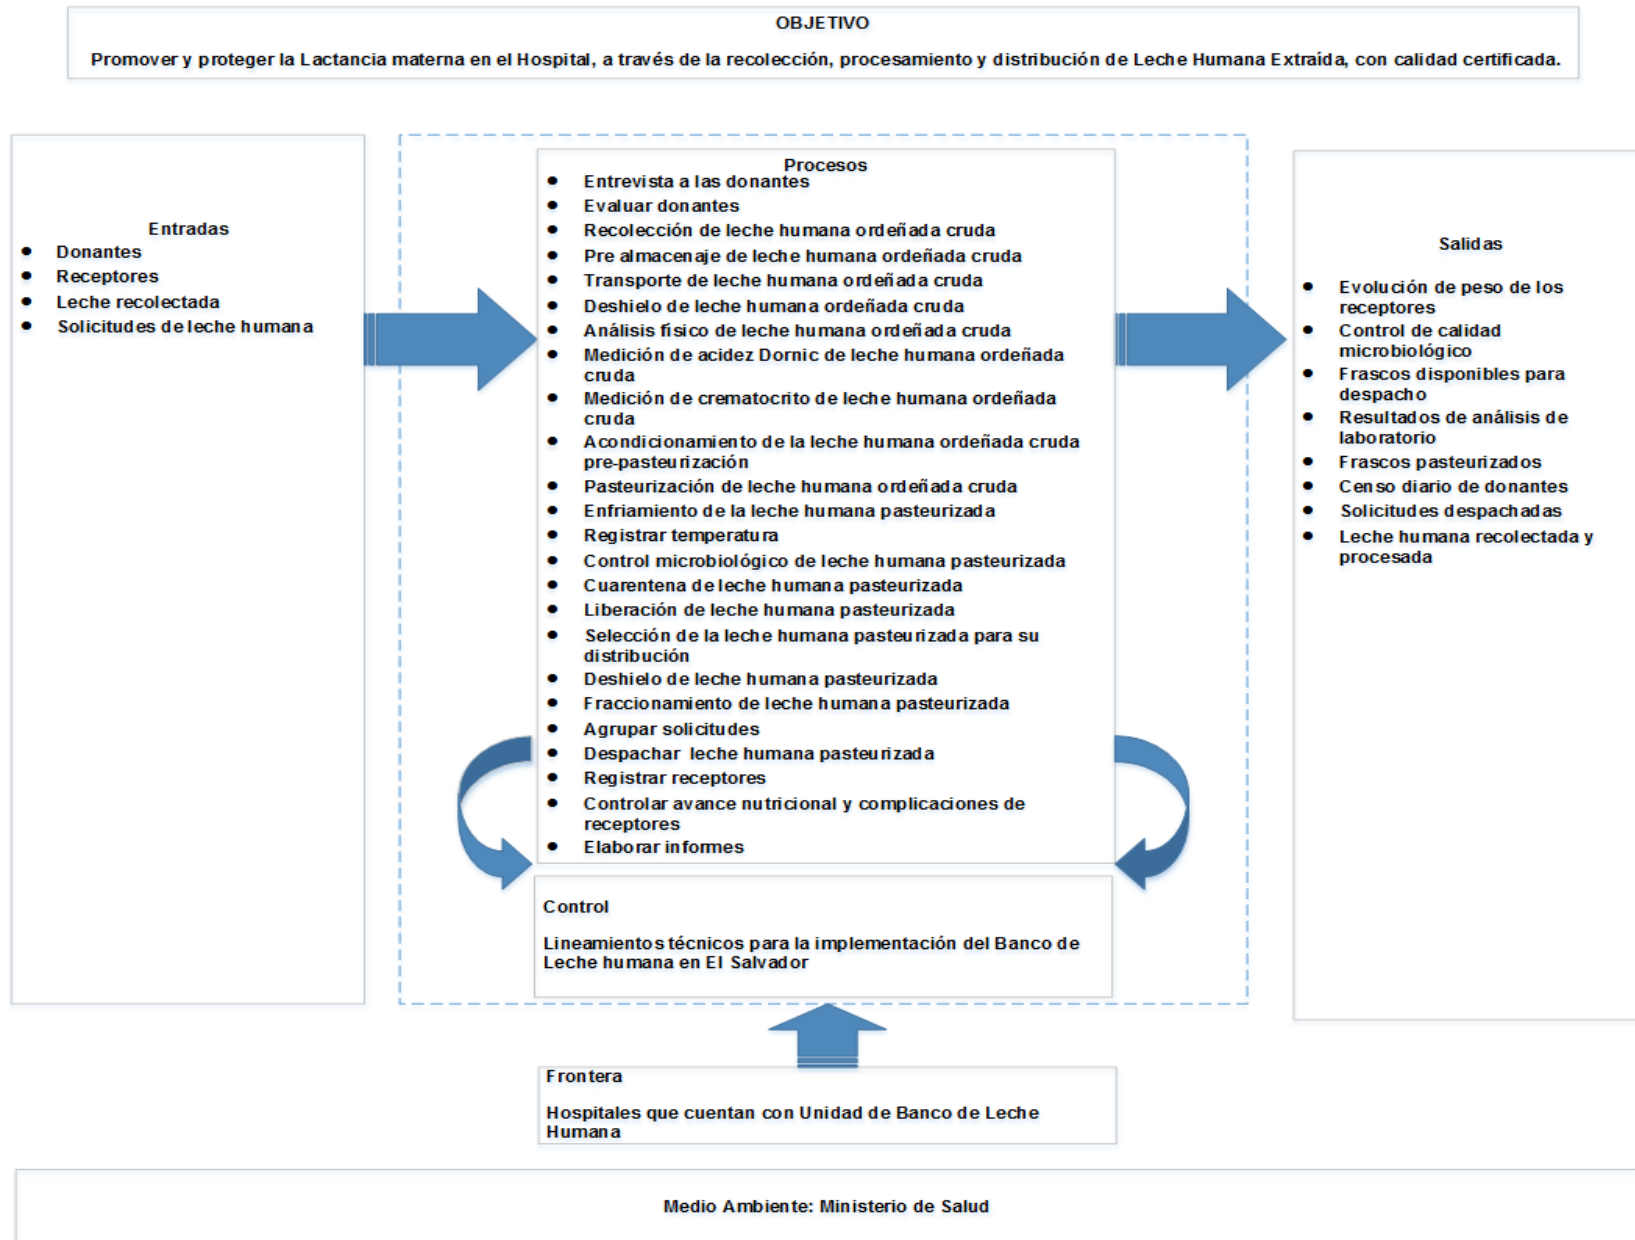 OBJETIVO
Promover y proteger la Lactancia materna en el Hospital, a través de la recolección, procesamiento y distribución de Leche Humana Extraída, con calidad certificada.
Entradas
● Donantes
● Receptores
● Leche recolectada
● Solicitudes de leche humana
Procesos
● Entrevista a las donantes
● Evaluar donantes
● Recolección de leche humana ordeñada cruda
● Pre almacenaje de leche humana ordeñada cruda
● Transporte de leche humana ordeñada cruda
● Deshielo de leche humana ordeñada cruda
● Análisis físico de leche humana ordeñada cruda
● Medición de acidez Dornic de leche humana ordeñada
cruda
● Medición de crematocrito de leche humana ordeñada
cruda
● Acondicionamiento de la leche humana ordeñada cruda
pre-pasteurización
● Pasteurización de leche humana ordeñada cruda
● Enfriamiento de la leche humana pasteurizada
● Registrar temperatura
● Control microbiológico de leche humana pasteurizada
● Cuarentena de leche humana pasteurizada
● Liberación de leche humana pasteurizada
● Selección de la leche humana pasteurizada para su
distribución
● Deshielo de leche humana pasteurizada
● Fraccionamiento de leche humana pasteurizada
● Agrupar solicitudes
● Despachar leche humana pasteurizada
● Registrar receptores
● Controlar avance nutricional y complicaciones de
receptores
● Elaborar informes
Salidas
● Evolución de peso de los
receptores
● Control de calidad
microbiológico
● Frascos disponibles para
despacho
● Resultados de análisis de
laboratorio
● Frascos pasteurizados
● Censo diario de donantes
● Solicitudes despachadas
● Leche humana recolectada y
procesada
Control
Lineamientos técnicos para la implementación del Banco de
Leche humana en El Salvador
Frontera
Hospitales que cuentan con Unidad de Banco de Leche
Humana
Medio Ambiente: Ministerio de Salud